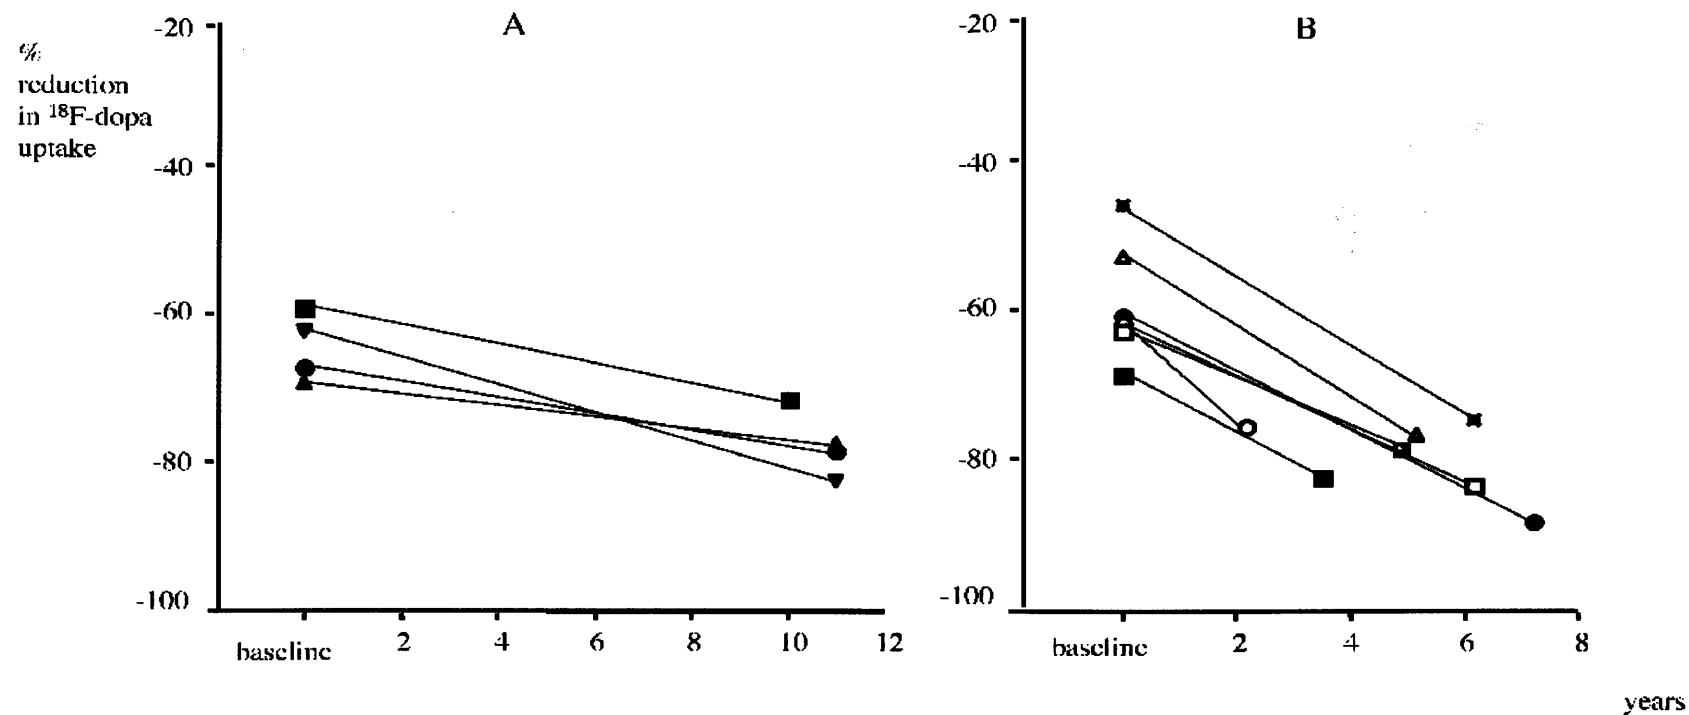 A
B
%
reduction
in ¹⁸F-dopa
uptake
-20
-40
-60
-80
-100
baseline 2 4 6 8 10 12
-20
-40
-60
-80
-100
baseline 2 4 6 8
years